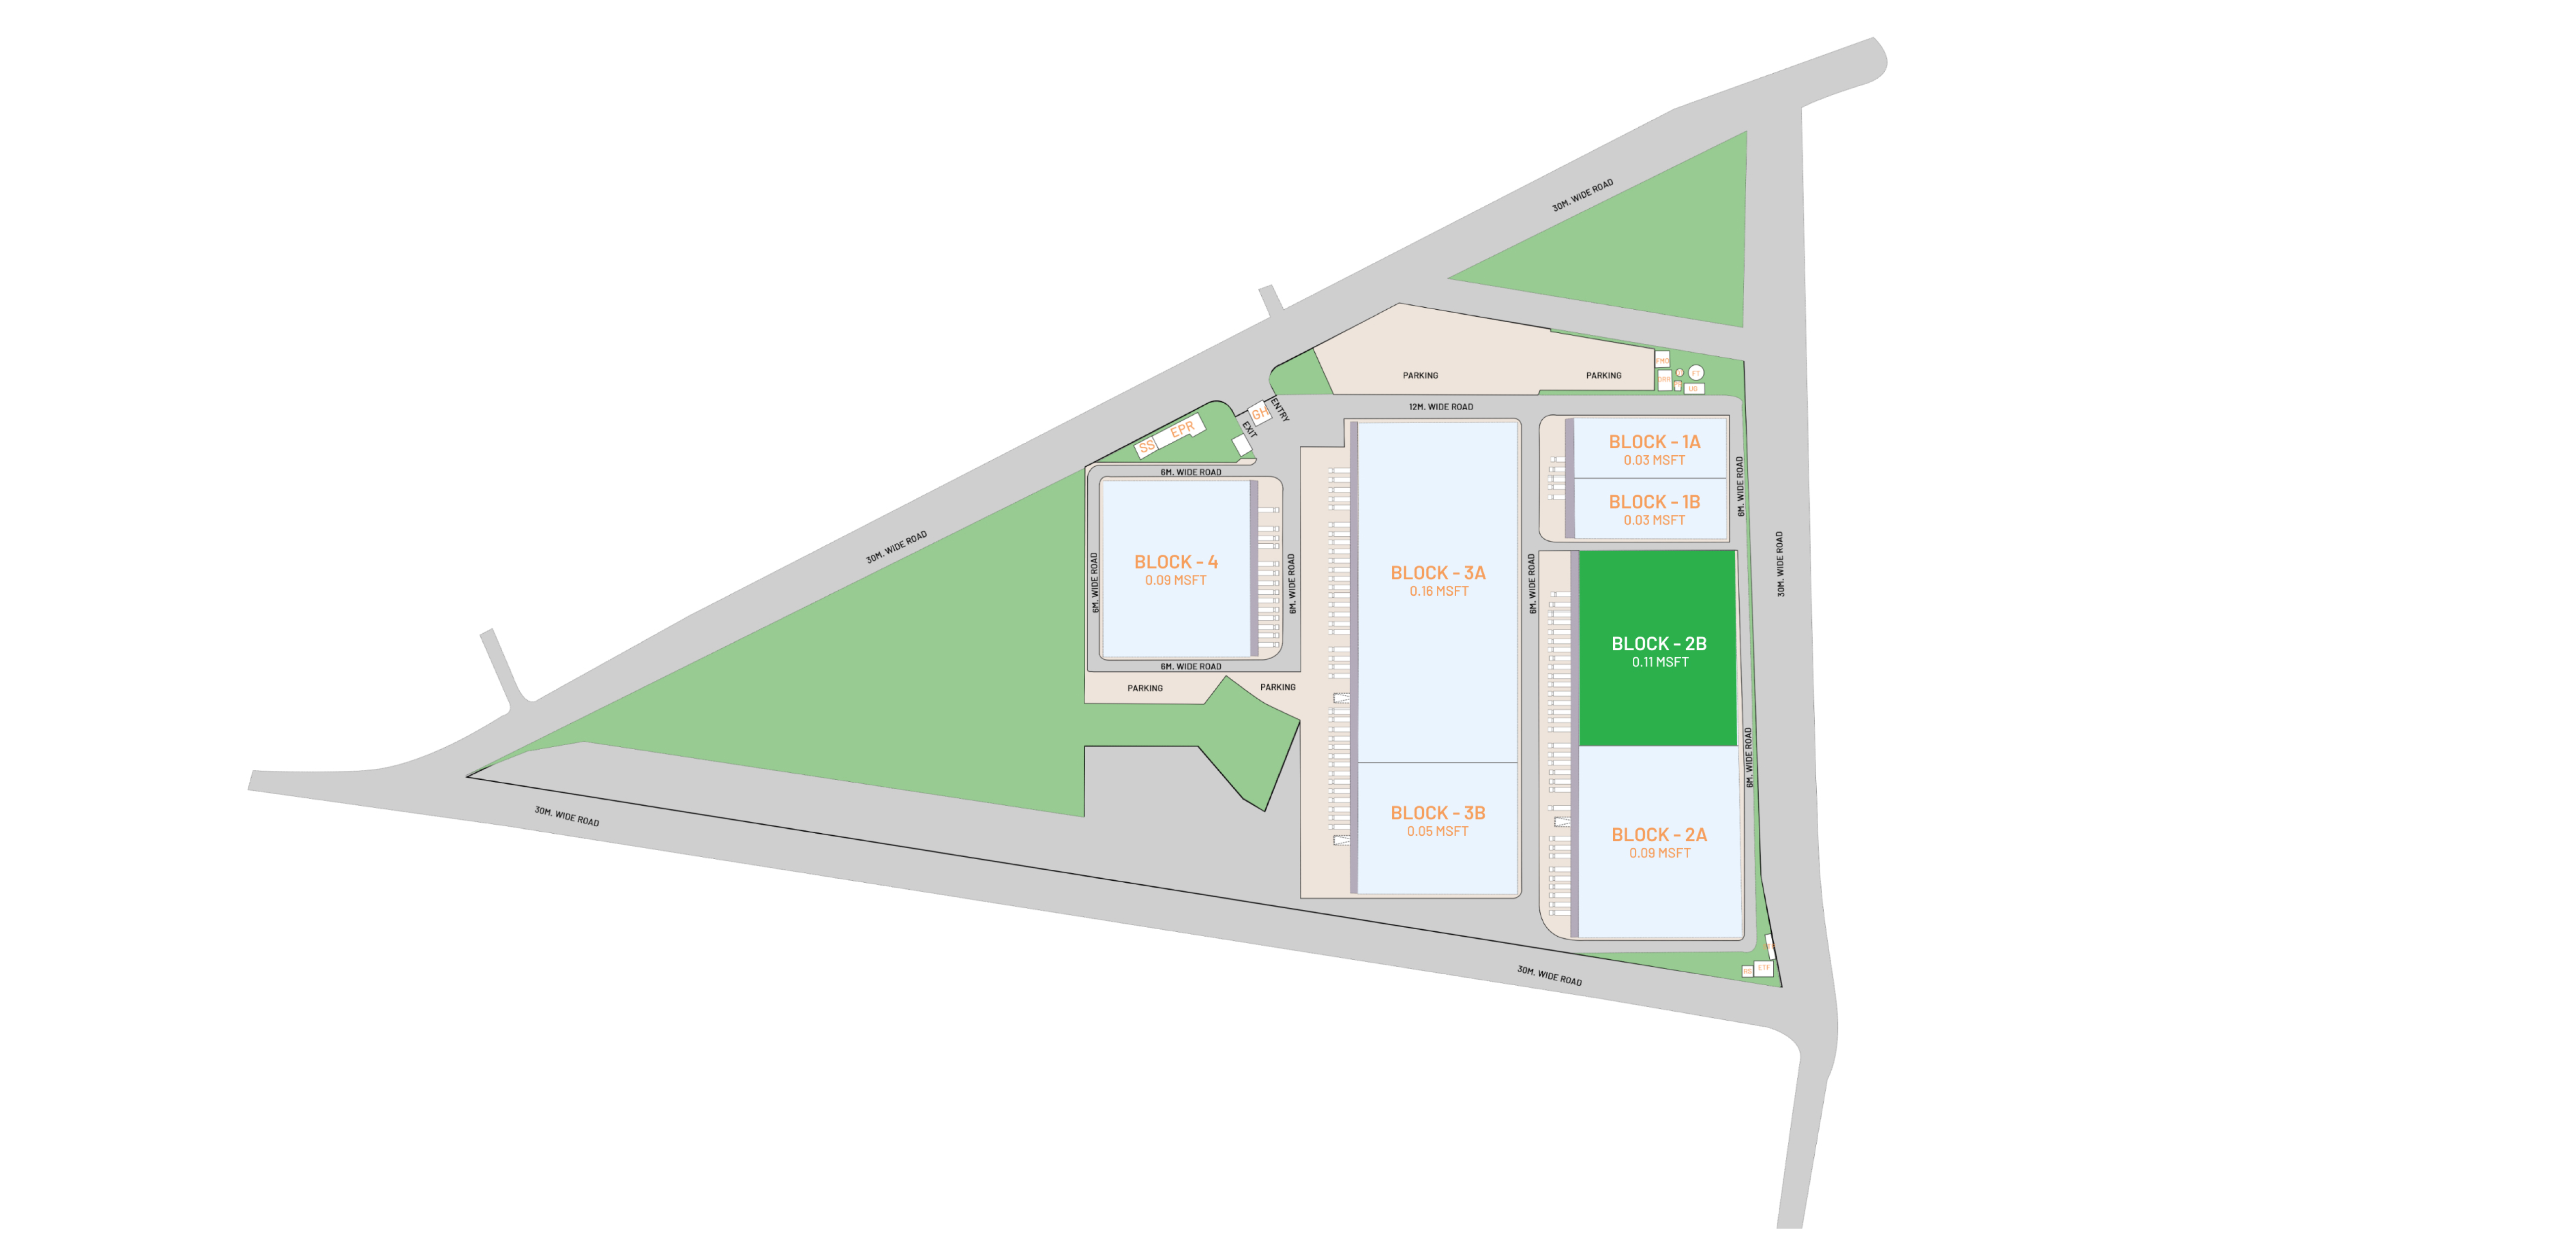 30M. WIDE ROAD
PARKING
PARKING
FMO
FT
UG
12M. WIDE ROAD
ENTRY
GH
EXIT
SS
EPR
6M. WIDE ROAD
BLOCK - 1A
0.03 MSFT
BLOCK - 1B
0.03 MSFT
6M. WIDE ROAD
30M. WIDE ROAD
30M. WIDE ROAD
6M. WIDE ROAD
BLOCK - 4
0.09 MSFT
6M. WIDE ROAD
BLOCK - 3A
0.16 MSFT
6M. WIDE ROAD
BLOCK - 2B
0.11 MSFT
6M. WIDE ROAD
PARKING
PARKING
6M. WIDE ROAD
BLOCK - 3B
0.05 MSFT
BLOCK - 2A
0.09 MSFT
30M. WIDE ROAD
ETP
30M. WIDE ROAD